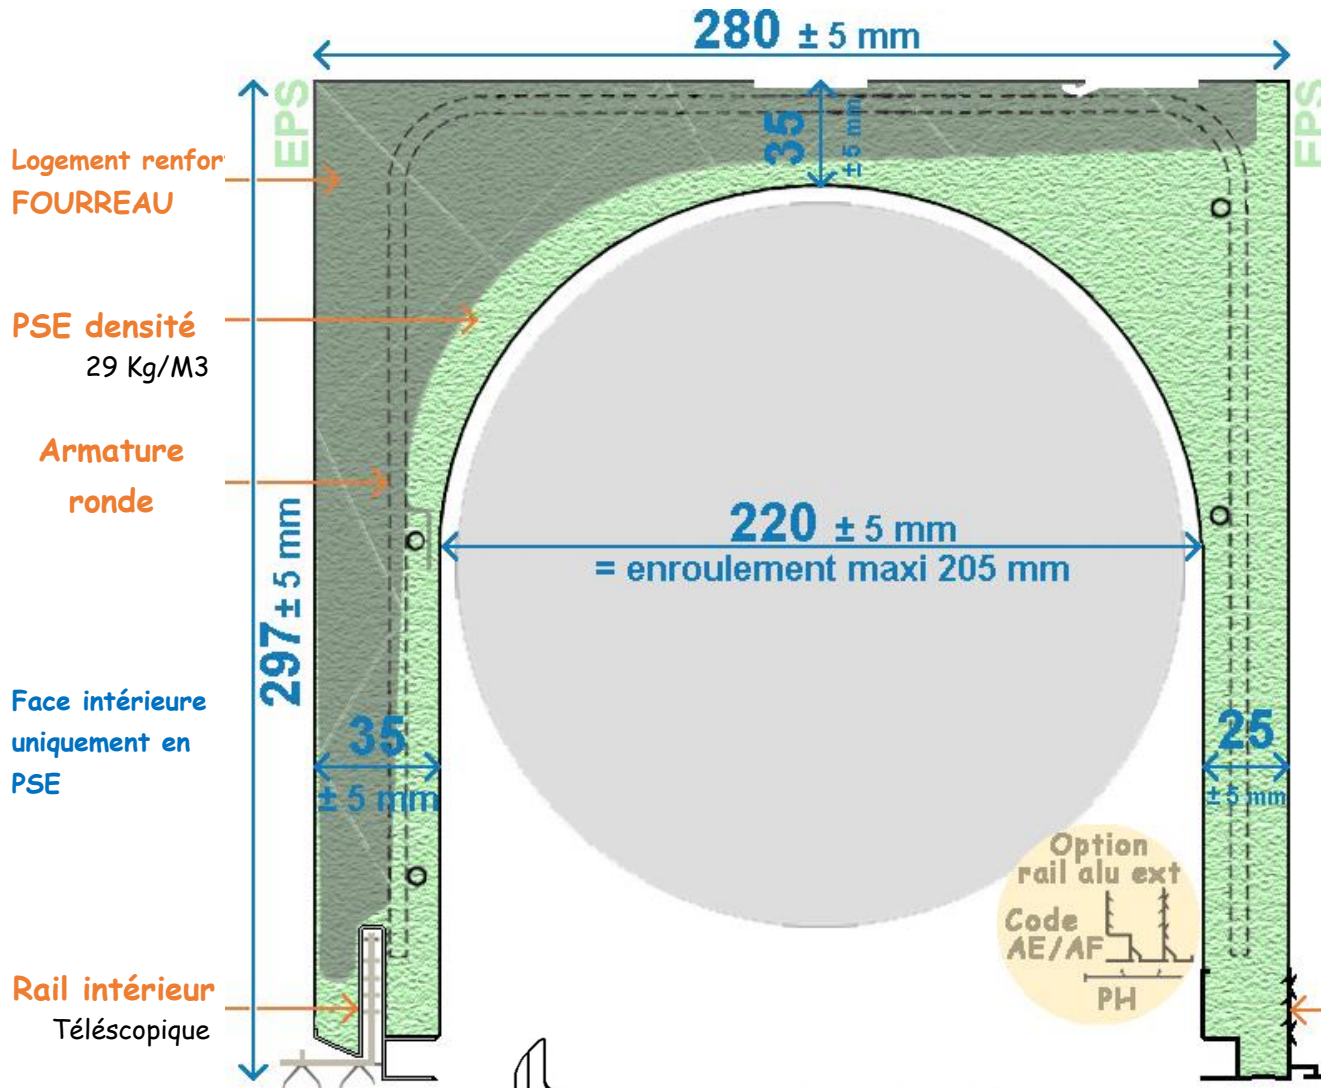 280 ± 5 mm
EPS
EPS
35
± 5 mm
Logement renfor
FOURREAU
PSE densité
29 Kg/M3
Armature
ronde
220 ± 5 mm
= enroulement maxi 205 mm
297 ± 5 mm
Face intérieure
uniquement en
PSE
35
± 5 mm
25
± 5 mm
Option
rail alu ext
Code
AE/AF
PH
Rail intérieur
Téléscopique